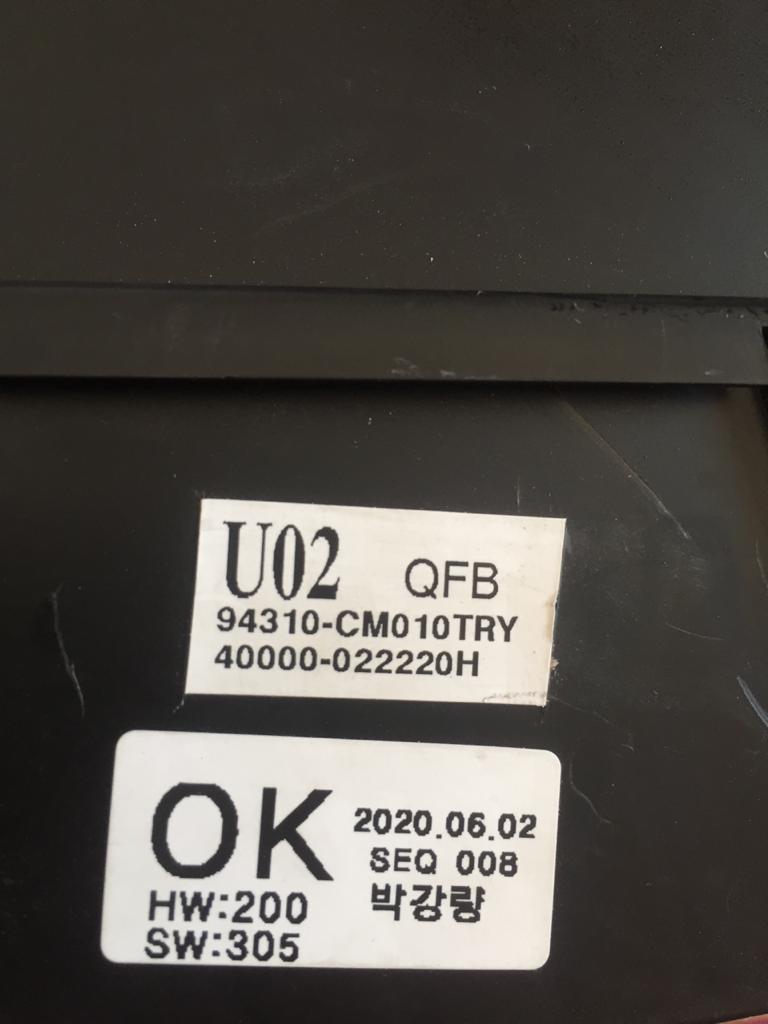 U02 QFB
94310-CM010TRY
40000-022220H
OK 2020.06.02
SEQ 008
HW:200 박강량
SW:305